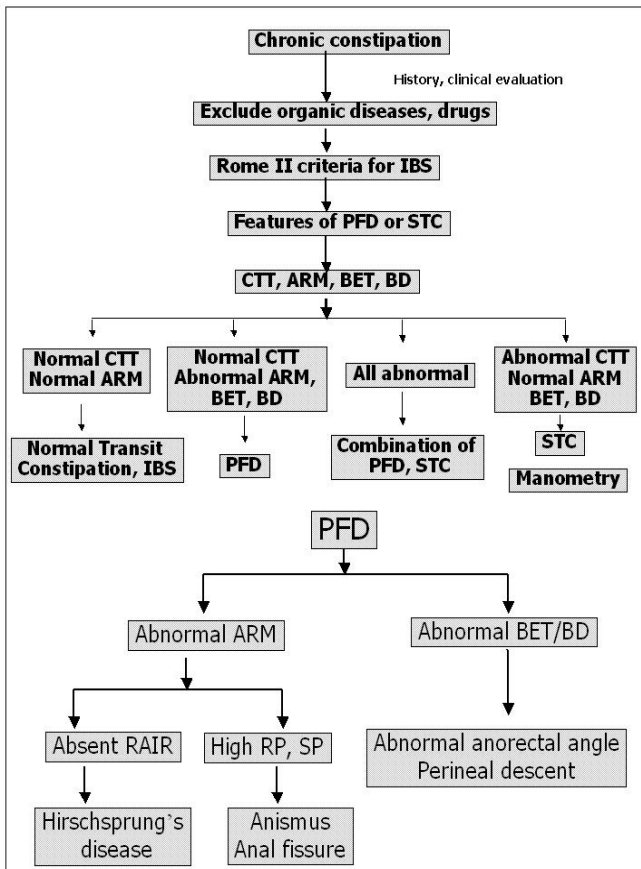 Chronic constipation
History, clinical evaluation
Exclude organic diseases, drugs
Rome II criteria for IBS
Features of PFD or STC
CTT, ARM, BET, BD
Normal CTT
Normal ARM
Normal CTT
Abnormal ARM,
BET, BD
All abnormal
Abnormal CTT
Normal ARM
BET, BD
Normal Transit
Constipation, IBS
PFD
Combination of
PFD, STC
STC
Manometry
PFD
Abnormal ARM
Abnormal BET/BD
Absent RAIR
High RP, SP
Abnormal anorectal angle
Perineal descent
Hirschsprung's
disease
Anismus
Anal fissure